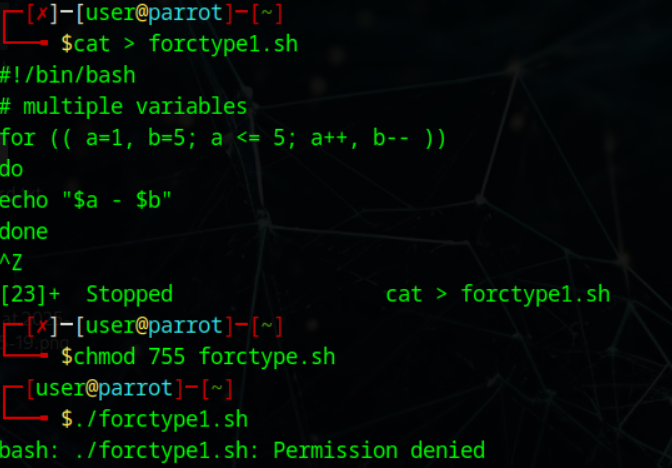 ┌─[✗]─[user@parrot]─[~]
└──╼ $cat > forctype1.sh
#!/bin/bash
# multiple variables
for (( a=1, b=5; a <= 5; a++, b-- ))
do
echo "$a - $b"
done
^Z
[23]+  Stopped                 cat > forctype1.sh
┌─[✗]─[user@parrot]─[~]
└──╼ $chmod 755 forctype.sh
┌─[user@parrot]─[~]
└──╼ $./forctype1.sh
bash: ./forctype1.sh: Permission denied